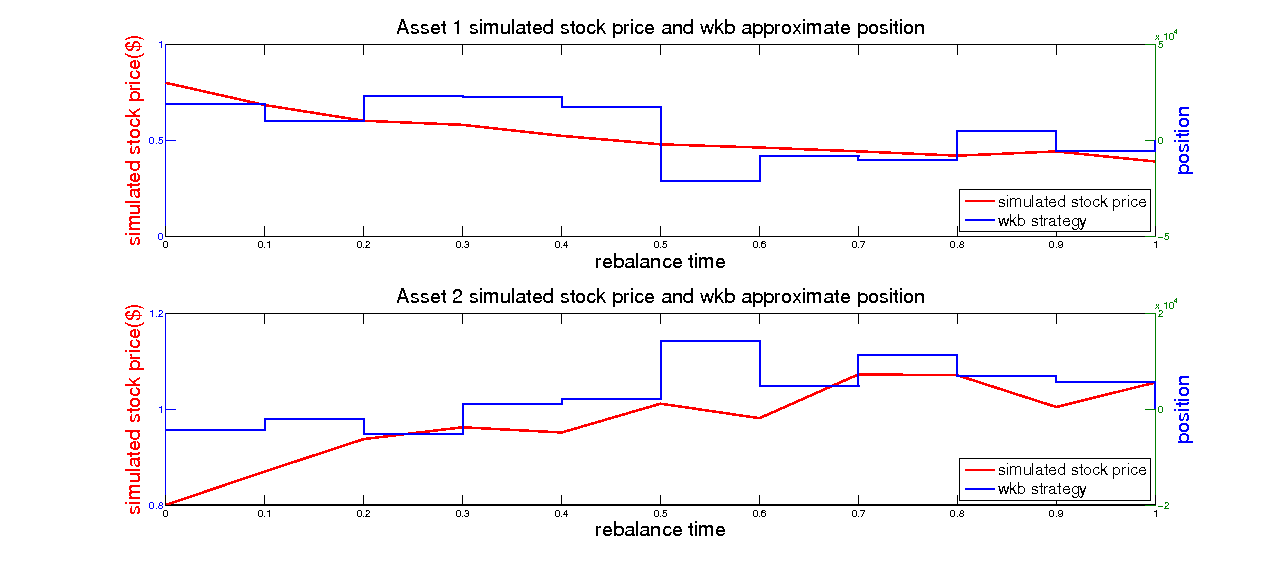 Asset 1 simulated stock price and wkb approximate position
simulated stock price($)
1
0.5
0
x 10^4
5
0
-5
position
simulated stock price
wkb strategy
0 0.1 0.2 0.3 0.4 0.5 0.6 0.7 0.8 0.9 1
rebalance time
Asset 2 simulated stock price and wkb approximate position
simulated stock price($)
1.2
1
0.8
x 10^4
2
0
-2
position
simulated stock price
wkb strategy
0 0.1 0.2 0.3 0.4 0.5 0.6 0.7 0.8 0.9 1
rebalance time